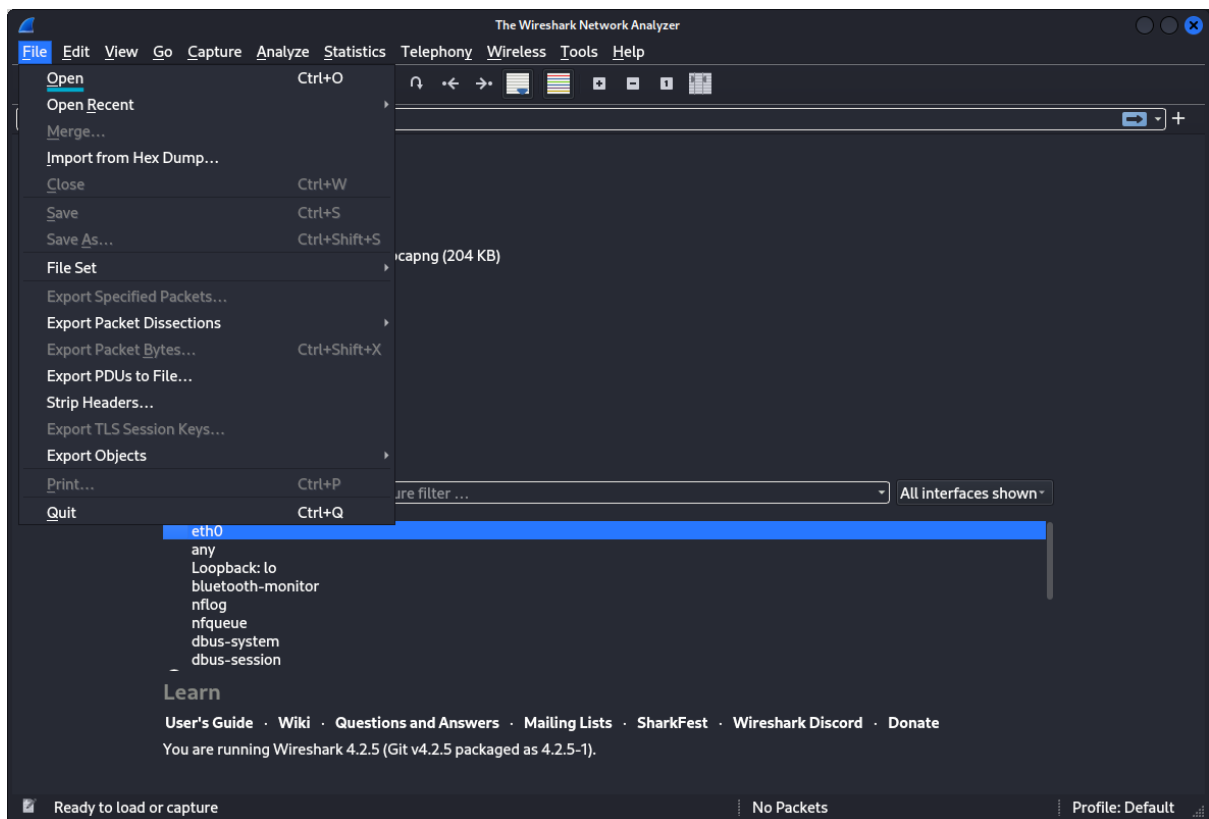 The Wireshark Network Analyzer
File Edit View Go Capture Analyze Statistics Telephony Wireless Tools Help
Open Ctrl+O
Open Recent
Merge...
Import from Hex Dump...
Close Ctrl+W
Save Ctrl+S
Save As... Ctrl+Shift+S
(204 KB)
File Set
Export Specified Packets...
Export Packet Dissections
Export Packet Bytes... Ctrl+Shift+X
Export PDUs to File...
Strip Headers...
Export TLS Session Keys...
Export Objects
Print... Ctrl+P
filter ...
All interfaces shown
Quit Ctrl+Q
eth0
any
Loopback: lo
bluetooth-monitor
nflog
nfqueue
dbus-system
dbus-session
Learn
User's Guide · Wiki · Questions and Answers · Mailing Lists · SharkFest · Wireshark Discord · Donate
You are running Wireshark 4.2.5 (Git v4.2.5 packaged as 4.2.5-1).
Ready to load or capture
No Packets
Profile: Default